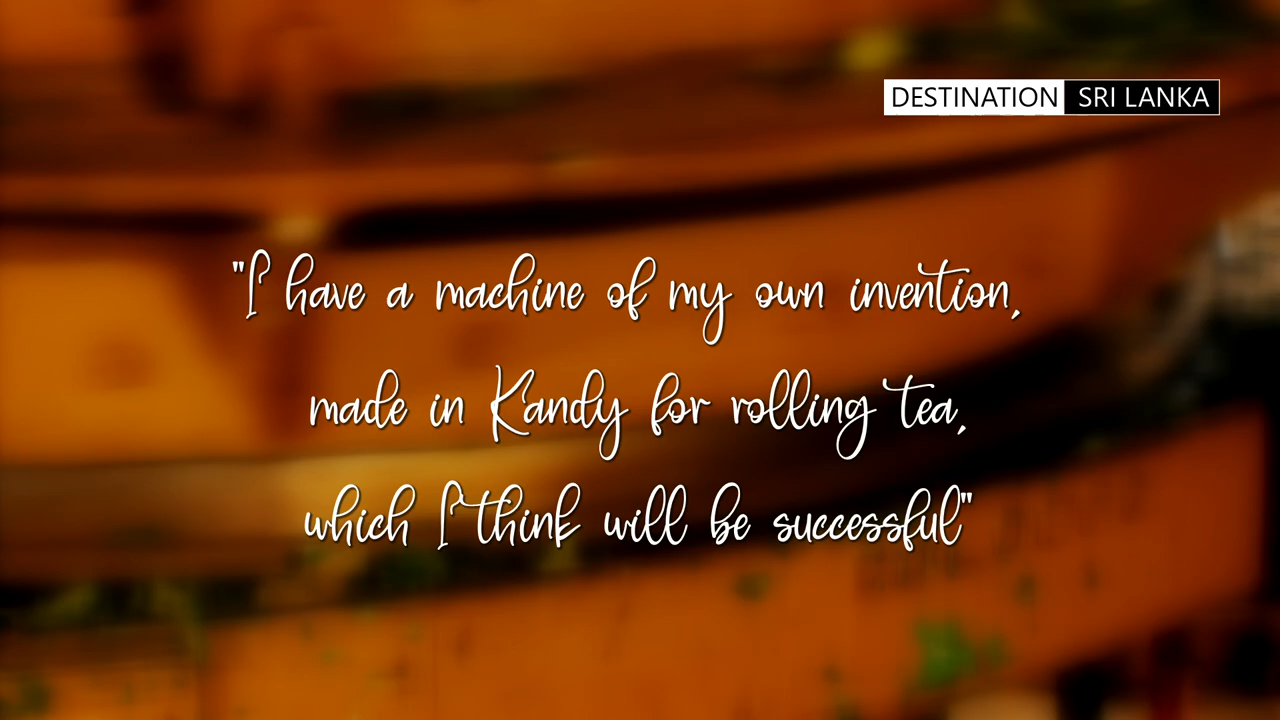 DESTINATION SRI LANKA
"I have a machine of my own invention,
made in Kandy for rolling tea,
which I think will be successful"